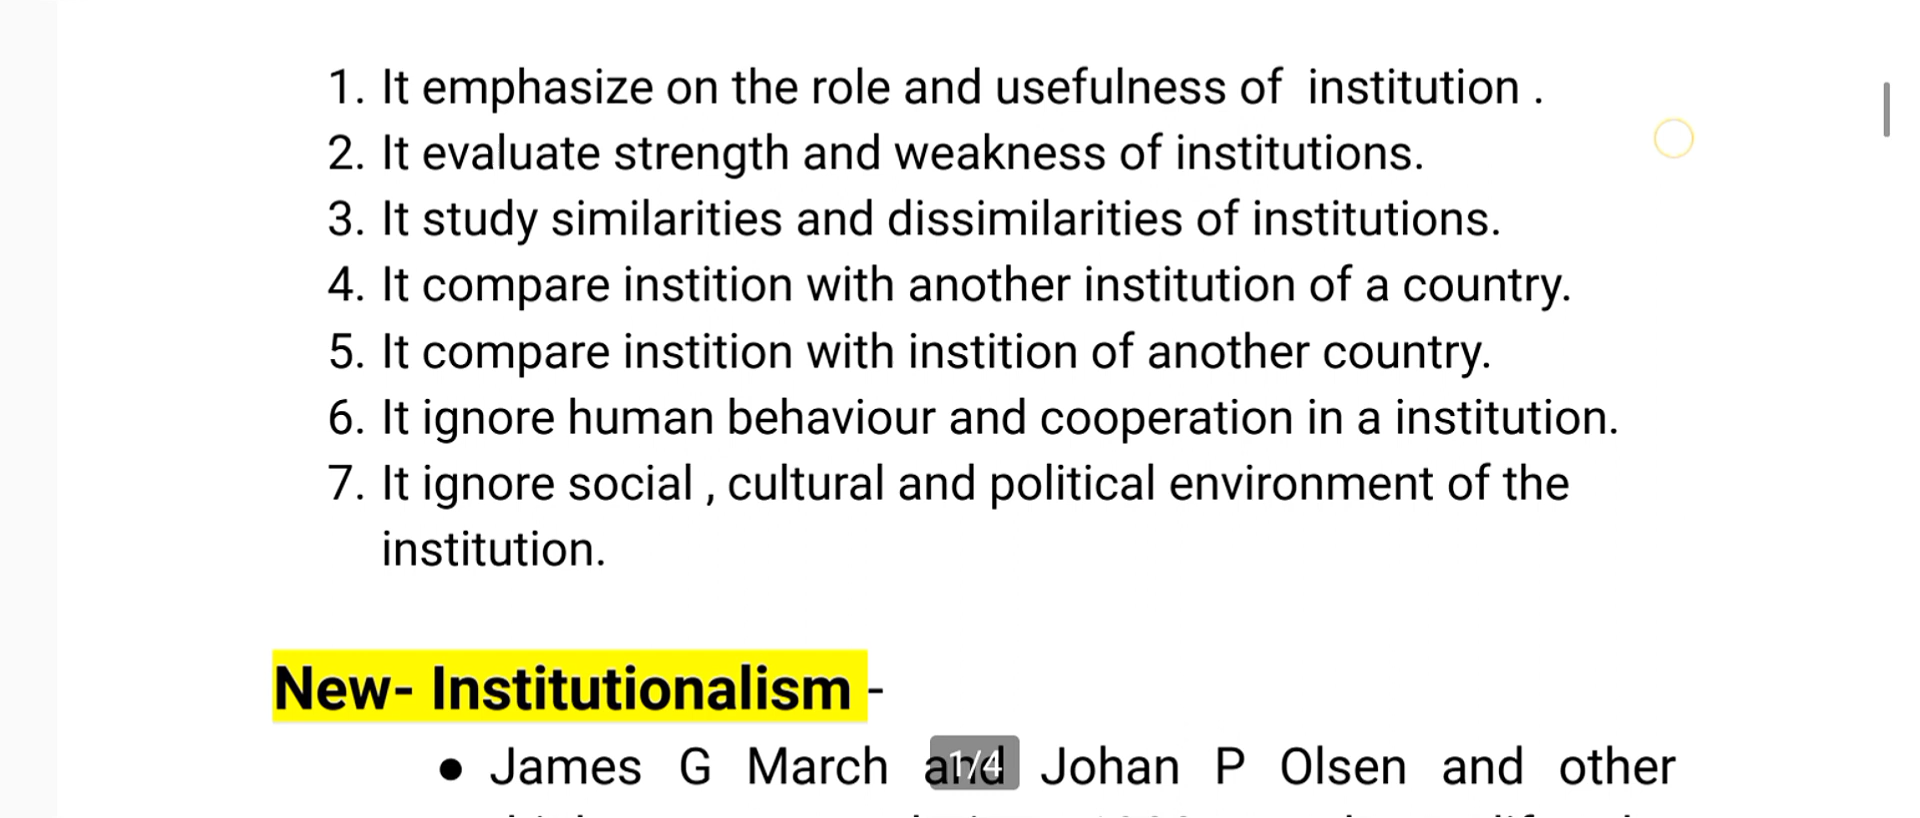 1. It emphasize on the role and usefulness of institution .
2. It evaluate strength and weakness of institutions.
3. It study similarities and dissimilarities of institutions.
4. It compare instition with another institution of a country.
5. It compare instition with instition of another country.
6. It ignore human behaviour and cooperation in a institution.
7. It ignore social , cultural and political environment of the
institution.
New- Institutionalism -
● James G March and Johan P Olsen and other
1/4